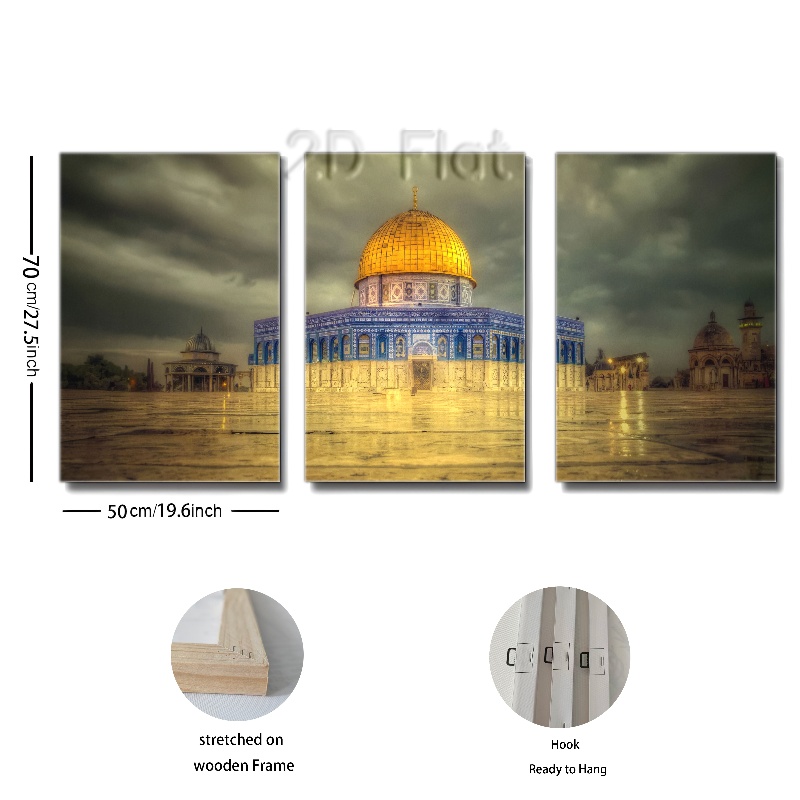 2D Flat
70 cm/27.5inch
50cm/19.6inch
stretched on
wooden Frame
Hook
Ready to Hang